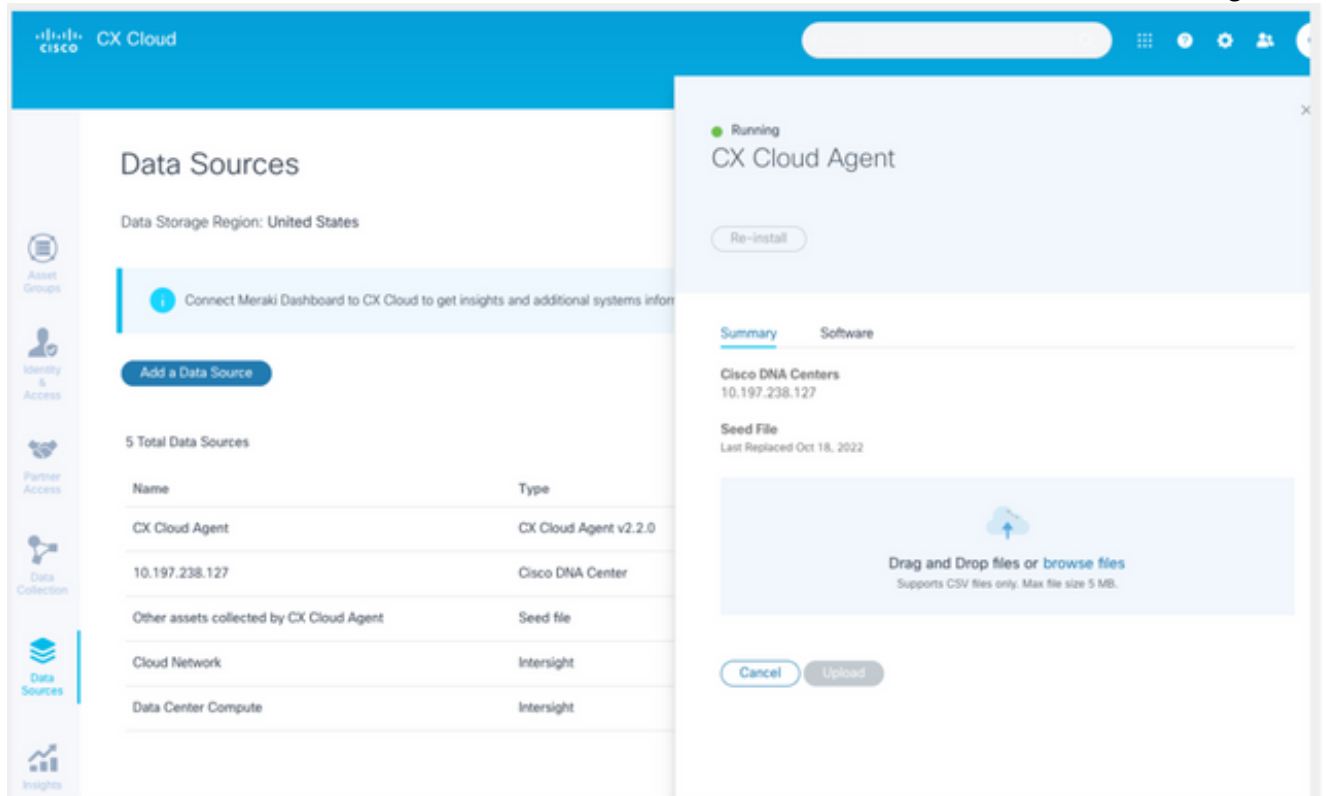 cisco CX Cloud
Data Sources
Data Storage Region: United States
Connect Meraki Dashboard to CX Cloud to get insights and additional systems infor
Add a Data Source
5 Total Data Sources
Name Type
CX Cloud Agent CX Cloud Agent v2.2.0
10.197.238.127 Cisco DNA Center
Other assets collected by CX Cloud Agent Seed file
Cloud Network Intersight
Data Center Compute Intersight
Asset
Groups
Identity
&
Access
Partner
Access
Data
Collection
Data
Sources
Insights
Running
CX Cloud Agent
Re-install
Summary Software
Cisco DNA Centers
10.197.238.127
Seed File
Last Replaced Oct 18, 2022
Drag and Drop files or browse files
Supports CSV files only. Max file size 5 MB.
Cancel Upload